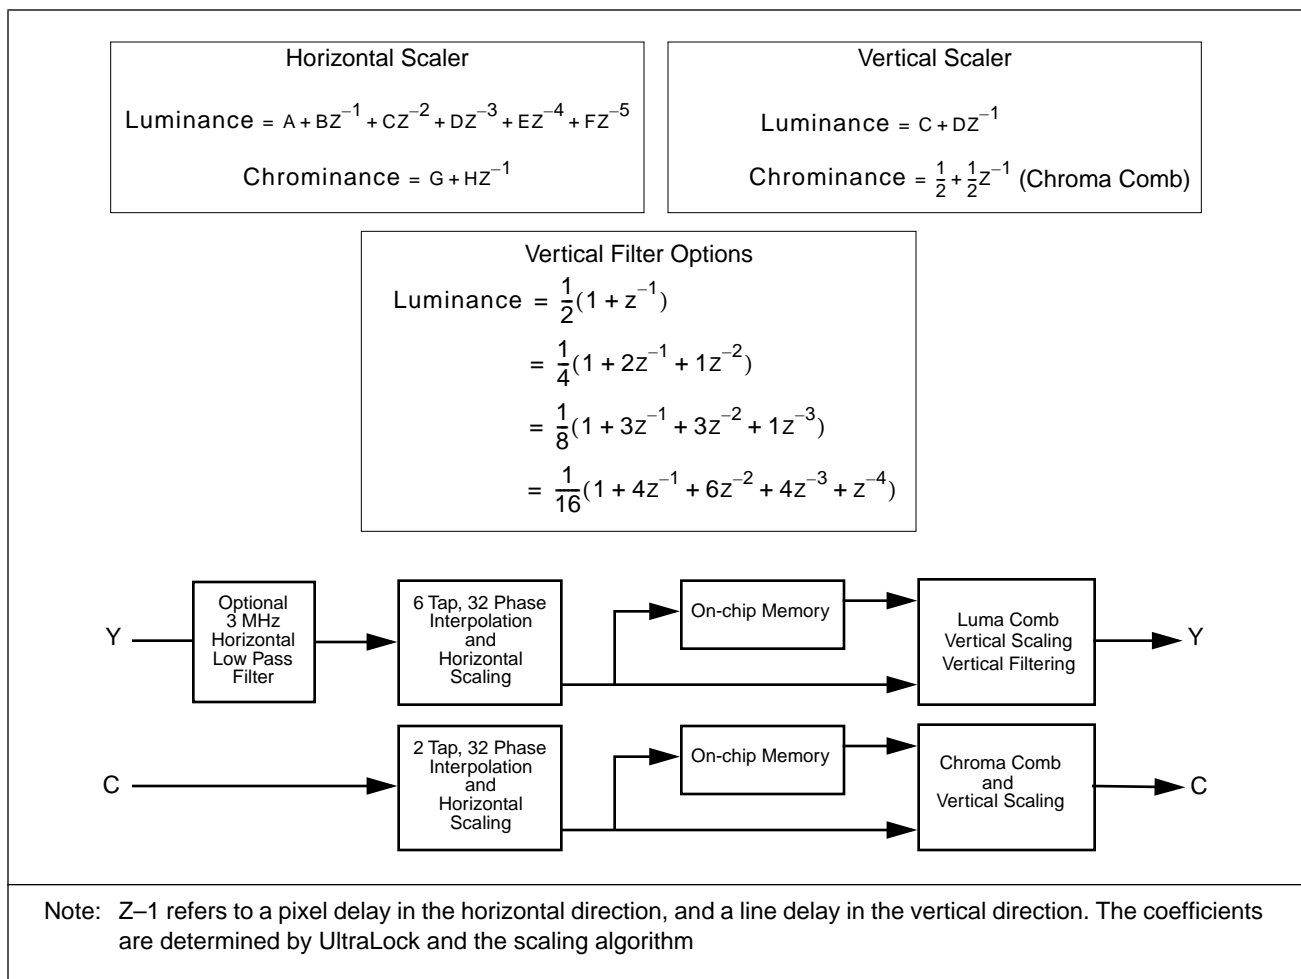 Horizontal Scaler
Luminance = A + BZ⁻¹ + CZ⁻² + DZ⁻³ + EZ⁻⁴ + FZ⁻⁵
Chrominance = G + HZ⁻¹
Vertical Scaler
Luminance = C + DZ⁻¹
Chrominance = 1/2 + 1/2 Z⁻¹ (Chroma Comb)
Vertical Filter Options
Luminance = 1/2 (1 + z⁻¹)
= 1/4 (1 + 2z⁻¹ + 1z⁻²)
= 1/8 (1 + 3z⁻¹ + 3z⁻² + 1z⁻³)
= 1/16 (1 + 4z⁻¹ + 6z⁻² + 4z⁻³ + z⁻⁴)
Y
Optional
3 MHz
Horizontal
Low Pass
Filter
6 Tap, 32 Phase
Interpolation
and
Horizontal
Scaling
On-chip Memory
Luma Comb
Vertical Scaling
Vertical Filtering
Y
C
2 Tap, 32 Phase
Interpolation
and
Horizontal
Scaling
On-chip Memory
Chroma Comb
and
Vertical Scaling
C
Note: Z–1 refers to a pixel delay in the horizontal direction, and a line delay in the vertical direction. The coefficients
are determined by UltraLock and the scaling algorithm